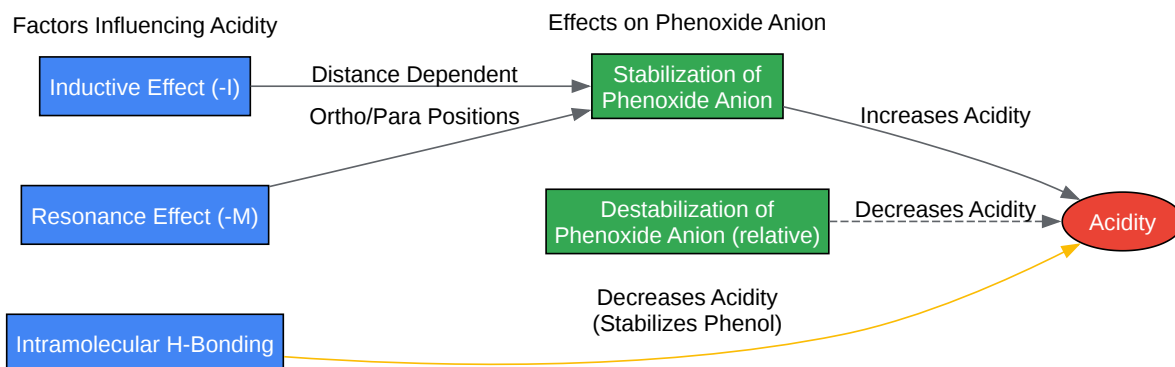 Factors Influencing Acidity
Effects on Phenoxide Anion
Inductive Effect (-I)
Distance Dependent
Stabilization of
Phenoxide Anion
Ortho/Para Positions
Increases Acidity
Resonance Effect (-M)
Destabilization of
Phenoxide Anion (relative)
Decreases Acidity
Acidity
Decreases Acidity
(Stabilizes Phenol)
Intramolecular H-Bonding